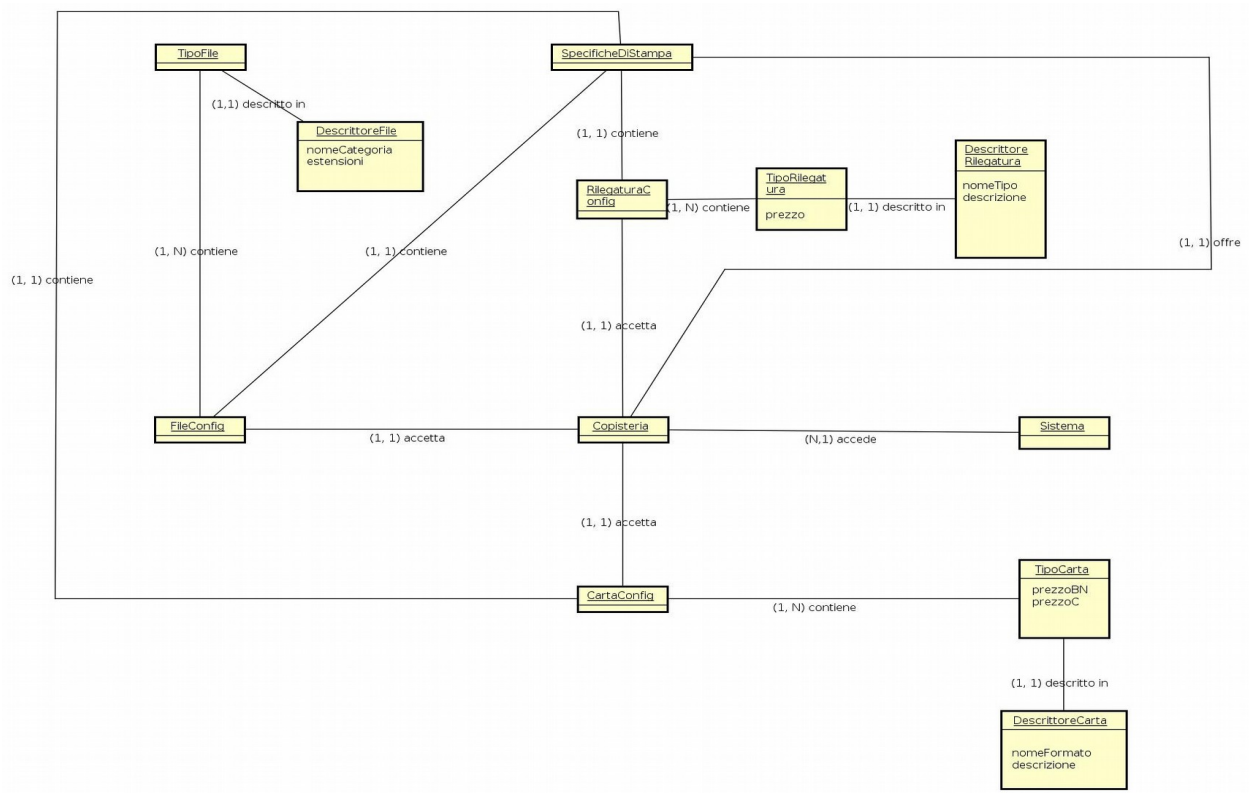 TipoFile
SpecificheDiStampa
(1,1) descritto in
DescrittoreFile
nomeCategoria
estensioni
(1, 1) contiene
Descrittore
Rilegatura
nomeTipo
descrizione
TipoRilegat
ura
prezzo
RilegaturaC
onfig
(1, N) contiene
(1, 1) descritto in
(1, N) contiene
(1, 1) contiene
(1, 1) offre
(1, 1) contiene
(1, 1) accetta
FileConfig
Copisteria
Sistema
(1, 1) accetta
(N,1) accede
(1, 1) accetta
TipoCarta
prezzoBN
prezzoC
CartaConfig
(1, N) contiene
(1, 1) descritto in
DescrittoreCarta
nomeFormato
descrizione